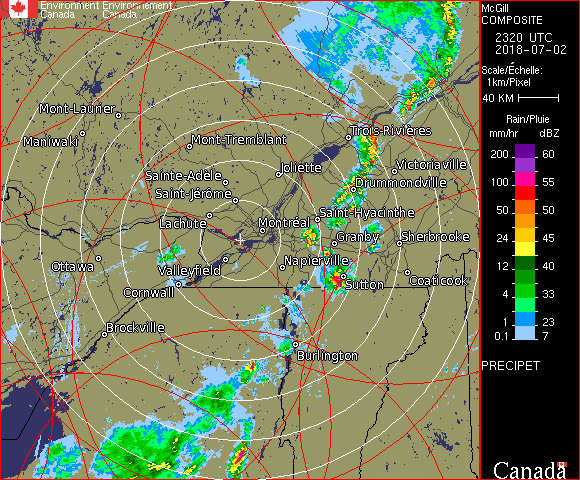 Environment Environnement
Canada Canada
McGill
COMPOSITE
2320 UTC
2018-07-02
Scale/Échelle:
1km/Pixel
40 KM
Rain/Pluie
mm/hr dBZ
200 60
150 57
100 55
50 50
24 45
12 40
4 33
1 23
0.1 7
PRECIPET
Canada
Mont-Laurier
Maniwaki
Mont-Tremblant
Trois-Rivières
Joliette
Victoriaville
Sainte-Adèle
Drummondville
Saint-Jérôme
Saint-Hyacinthe
Lachute
Montréal
Granby
Sherbrooke
Ottawa
Valleyfield
Napierville
Cornwall
Sutton
Coaticook
Brockville
Burlington